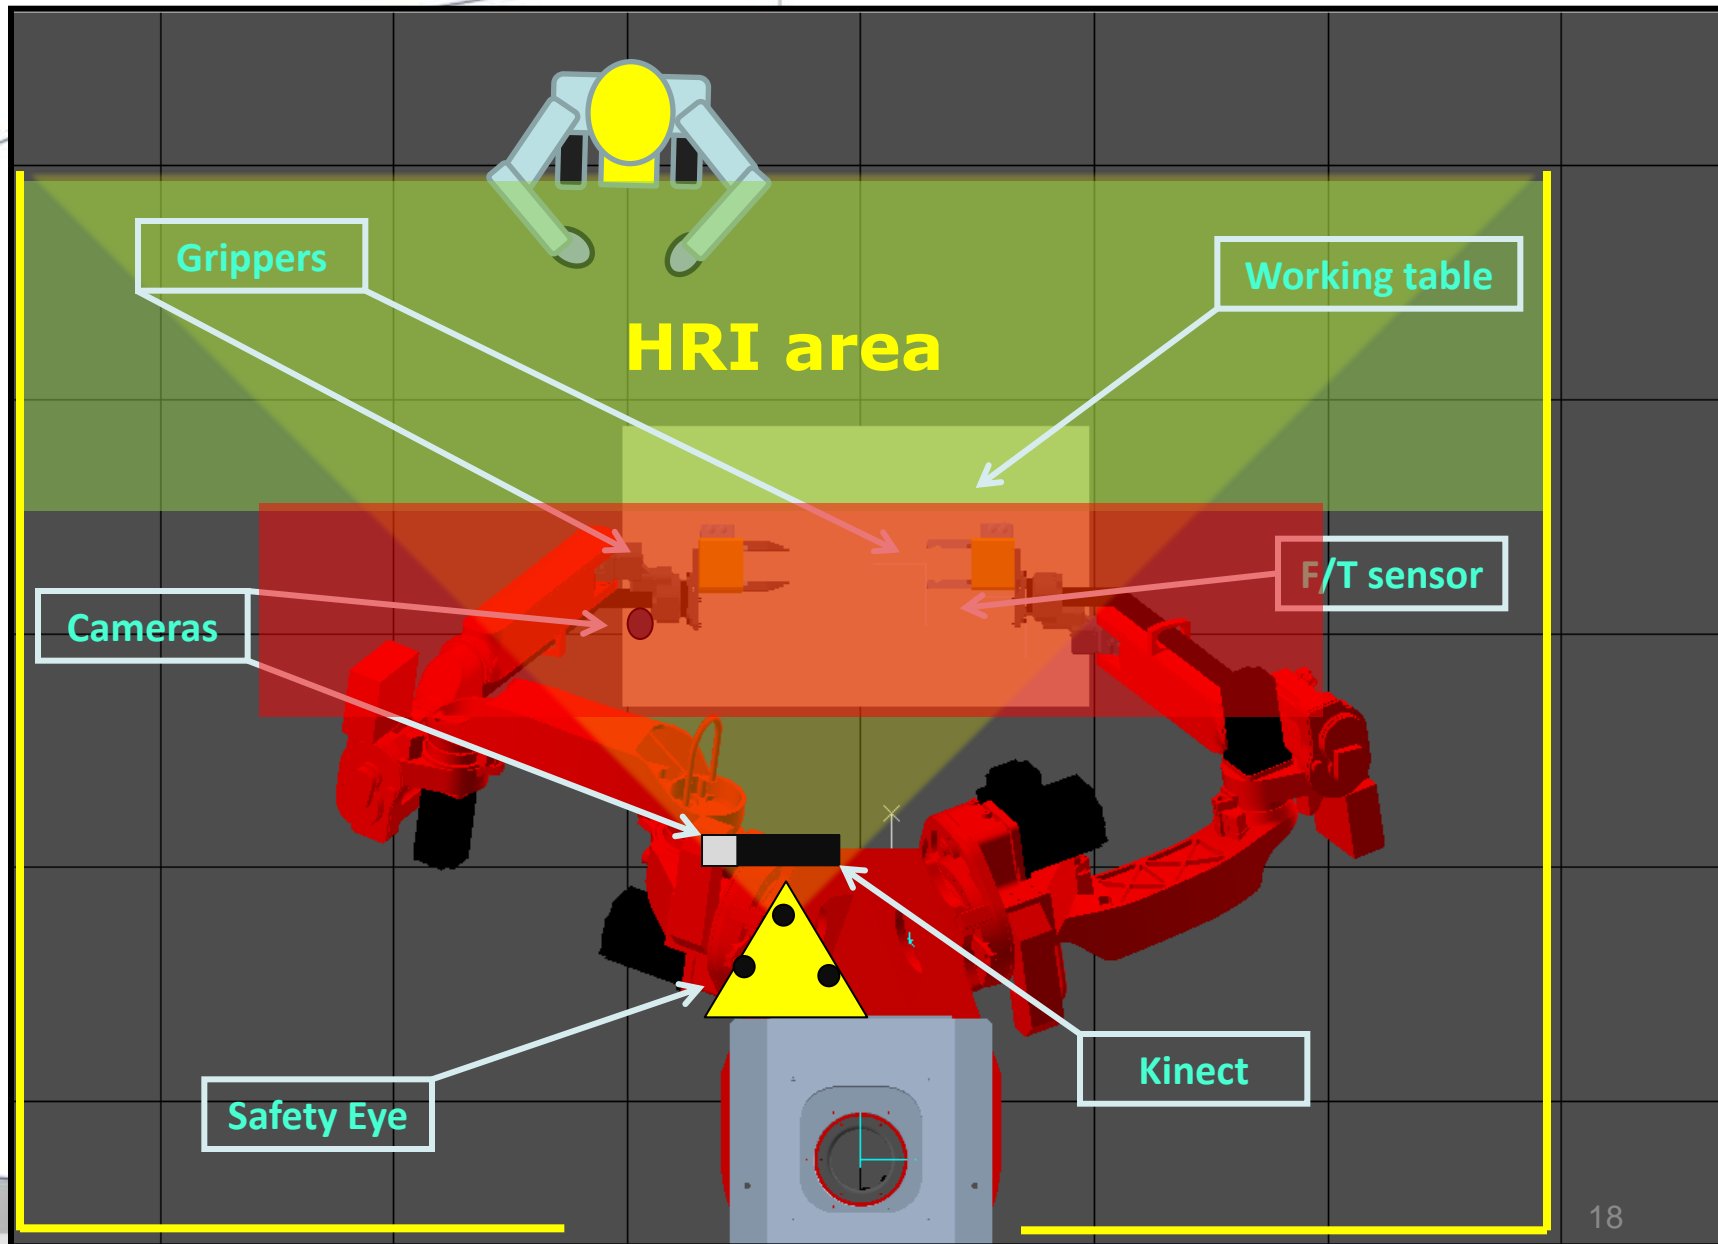 Grippers
Working table
HRI area
F/T sensor
Cameras
Kinect
Safety Eye
18